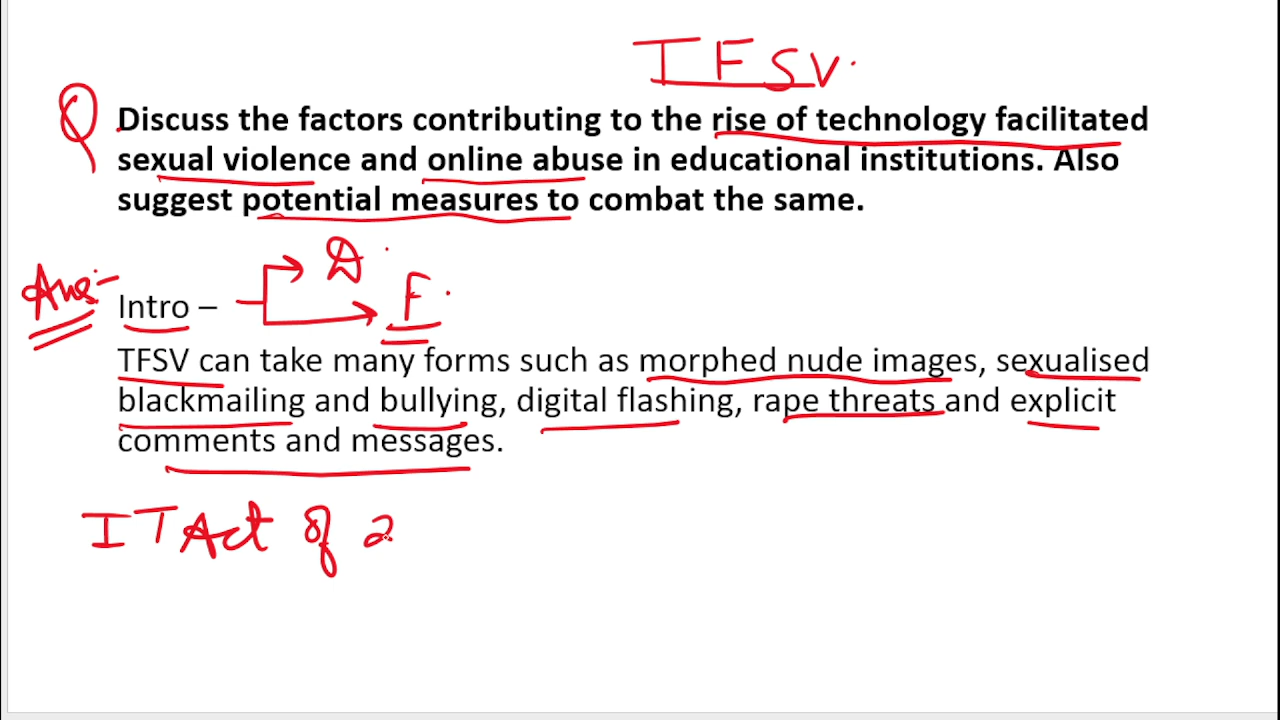 TFSV.
Q Discuss the factors contributing to the rise of technology facilitated
sexual violence and online abuse in educational institutions. Also
suggest potential measures to combat the same.
Ans:-
Intro –
D.
F.
TFSV can take many forms such as morphed nude images, sexualised
blackmailing and bullying, digital flashing, rape threats and explicit
comments and messages.
IT Act of 2